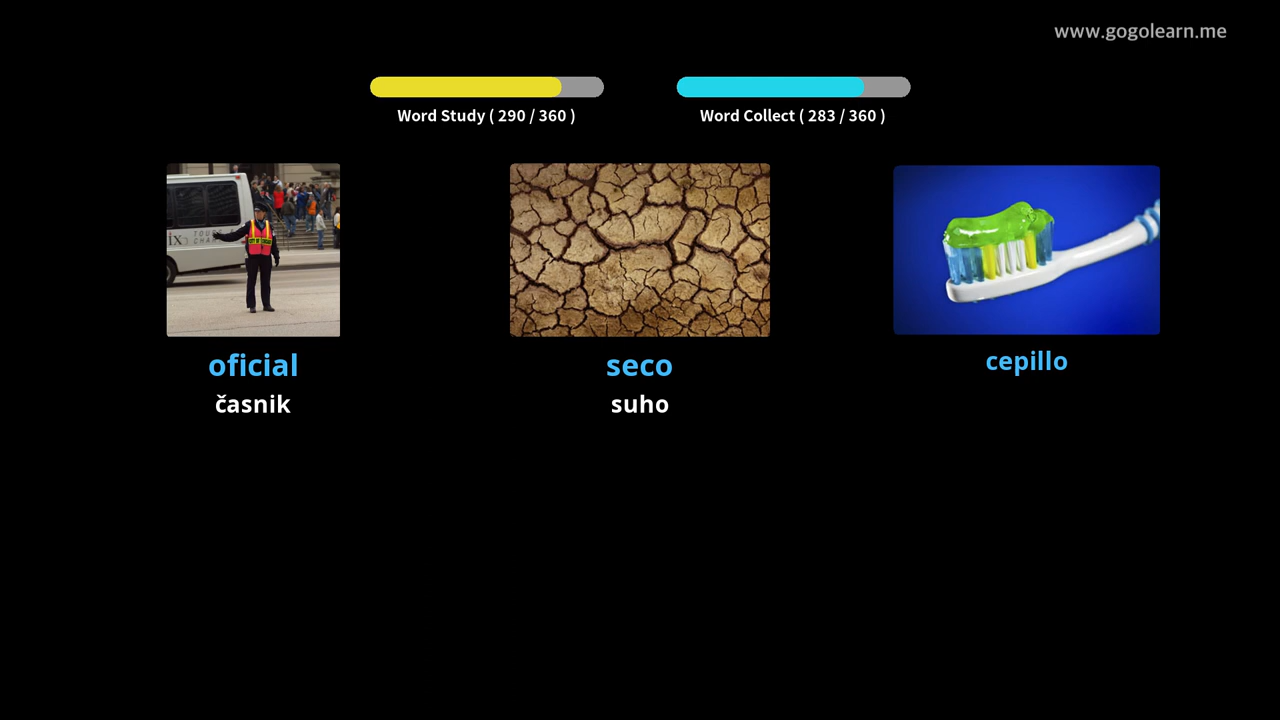 www.gogolearn.me
Word Study ( 290 / 360 )
Word Collect ( 283 / 360 )
oficial
seco
cepillo
časnik
suho